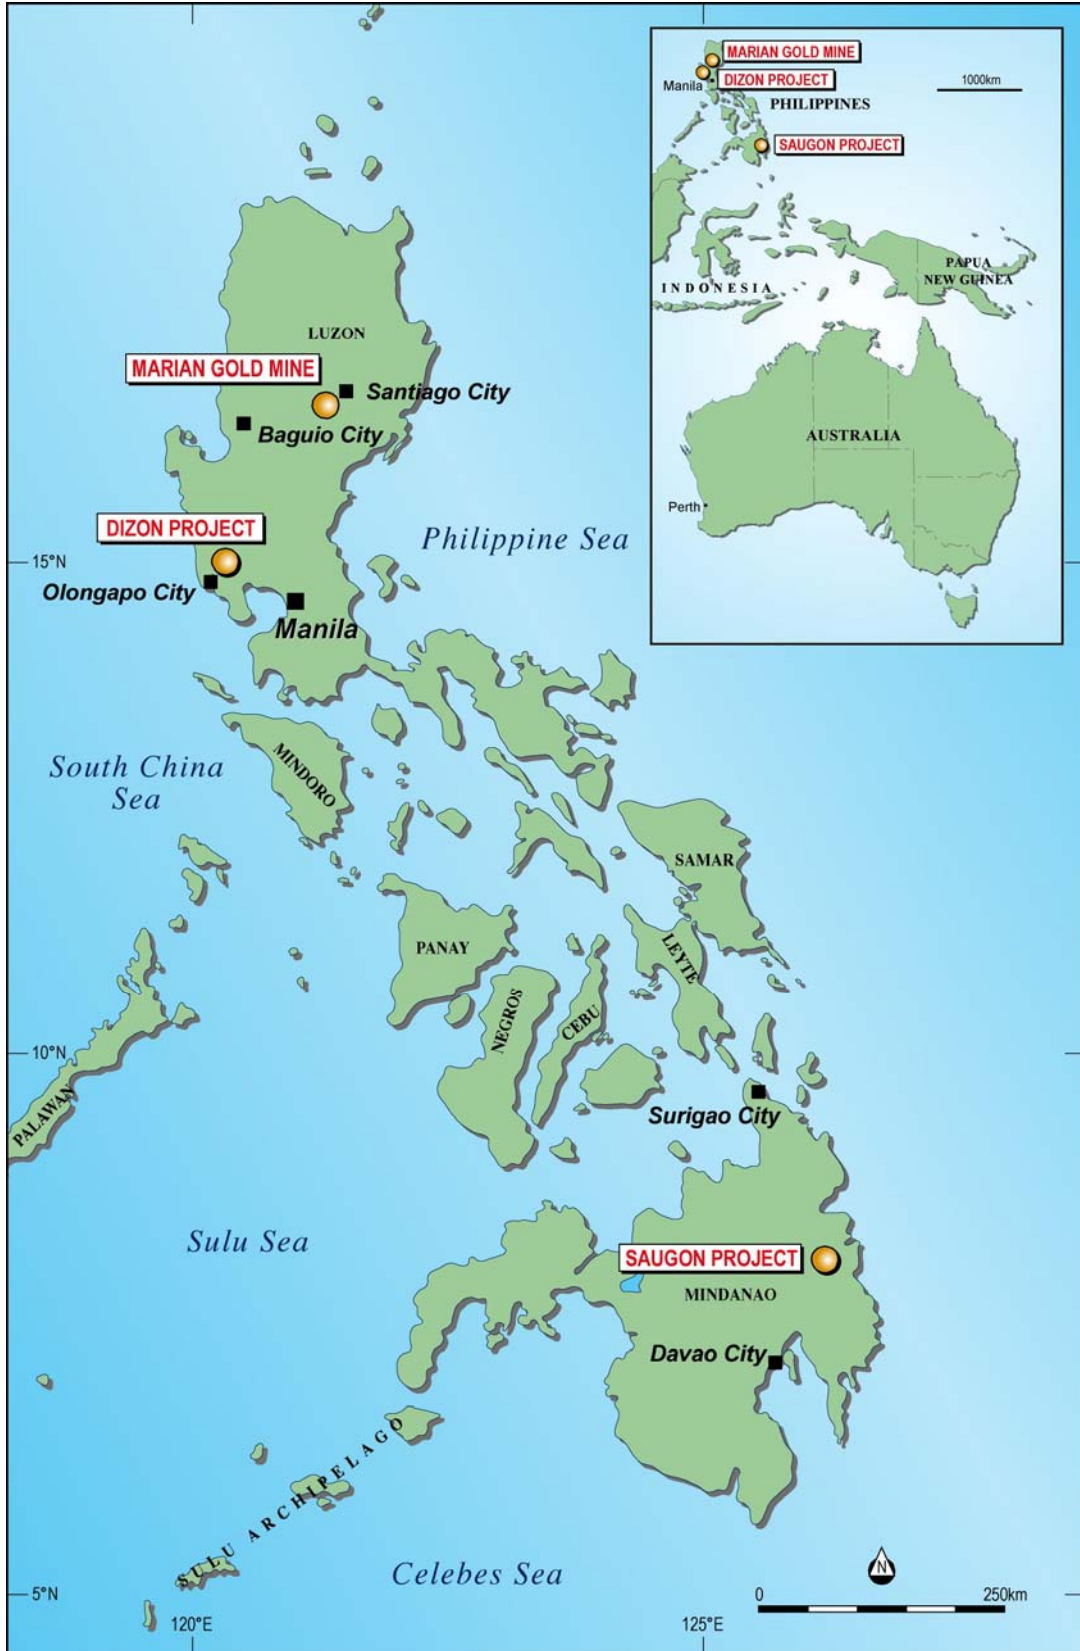 MARIAN GOLD MINE
Manila
DIZON PROJECT
1000km
PHILIPPINES
SAUGON PROJECT
PAPUA
NEW GUINEA
INDONESIA
AUSTRALIA
Perth
LUZON
MARIAN GOLD MINE
Santiago City
Baguio City
DIZON PROJECT
Philippine Sea
15°N
Olongapo City
Manila
South China
Sea
MINDORO
SAMAR
PANAY
LEYTE
NEGROS
CEBU
10°N
PALAWAN
Surigao City
Sulu Sea
SAUGON PROJECT
MINDANAO
Davao City
SULU ARCHIPELAGO
Celebes Sea
N
0 250km
5°N
120°E 125°E